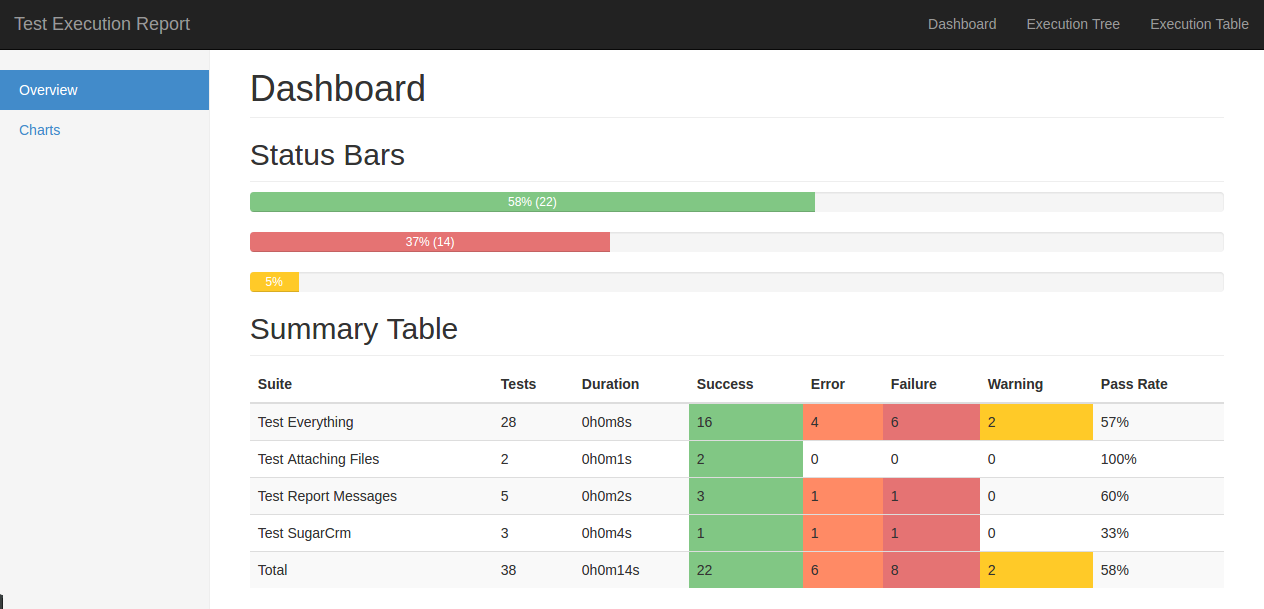 Test Execution Report Dashboard Execution Tree Execution Table
Overview
Charts
Dashboard
Status Bars
58% (22)
37% (14)
5%
Summary Table
Suite Tests Duration Success Error Failure Warning Pass Rate
Test Everything 28 0h0m8s 16 4 6 2 57%
Test Attaching Files 2 0h0m1s 2 0 0 0 100%
Test Report Messages 5 0h0m2s 3 1 1 0 60%
Test SugarCrm 3 0h0m4s 1 1 1 0 33%
Total 38 0h0m14s 22 6 8 2 58%